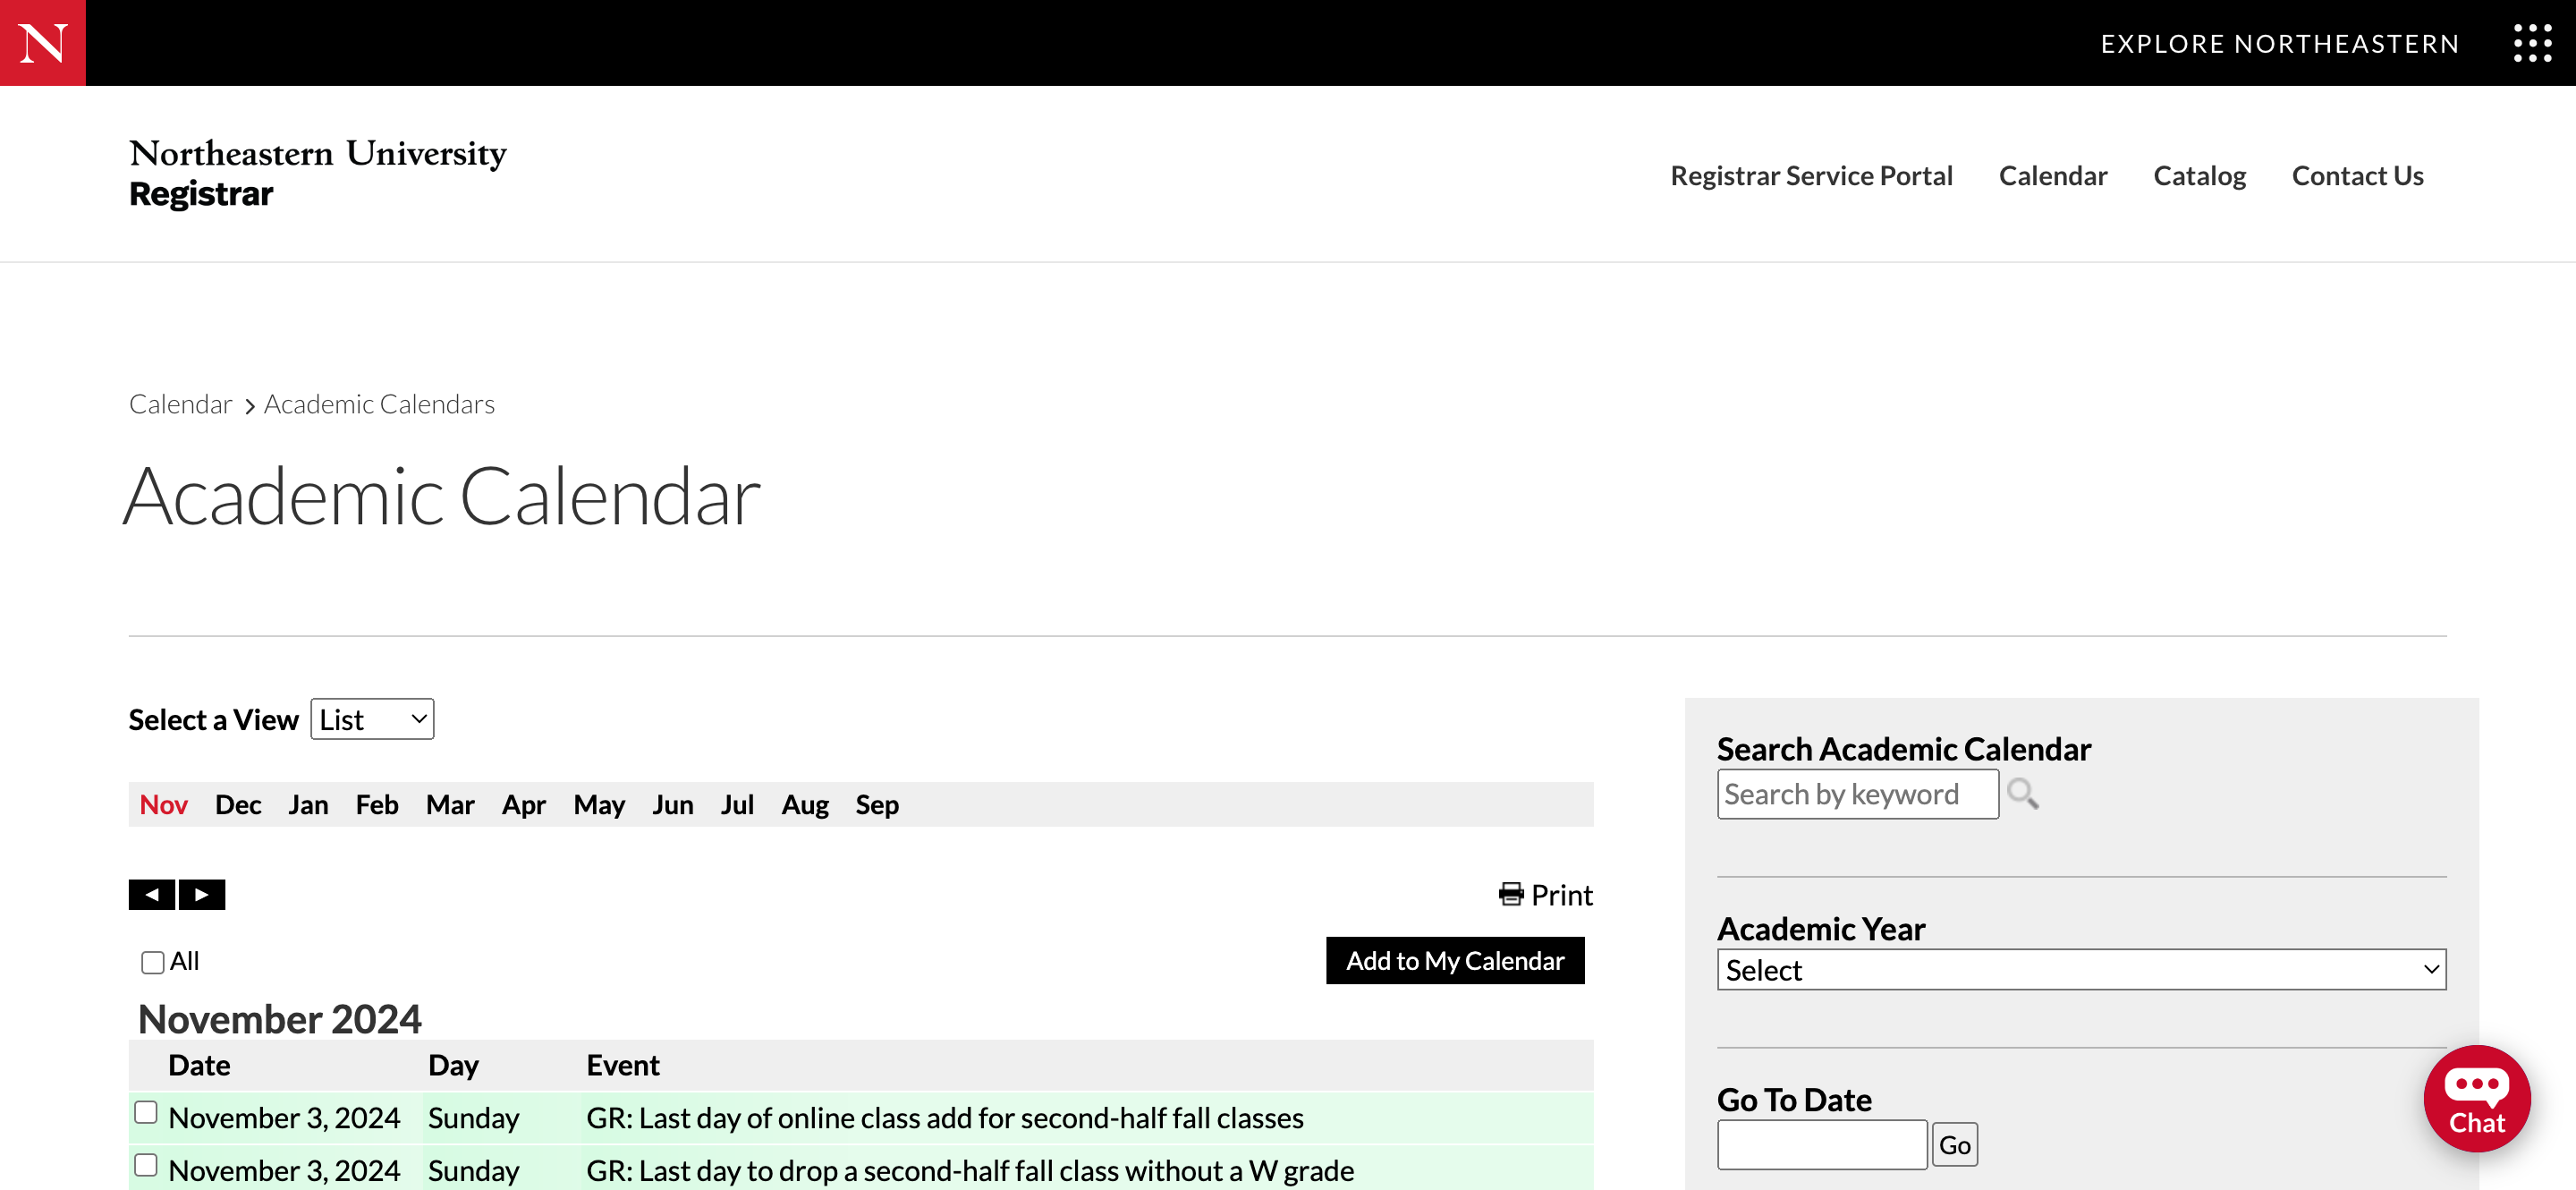 N
EXPLORE NORTHEASTERN
Northeastern University
Registrar
Registrar Service Portal Calendar Catalog Contact Us
Calendar > Academic Calendars
Academic Calendar
Select a View List
Nov Dec Jan Feb Mar Apr May Jun Jul Aug Sep
◄ ►
Print
All
Add to My Calendar
November 2024
Date Day Event
November 3, 2024 Sunday GR: Last day of online class add for second-half fall classes
November 3, 2024 Sunday GR: Last day to drop a second-half fall class without a W grade
Search Academic Calendar
Search by keyword
Academic Year
Select
Go To Date
Go
Chat